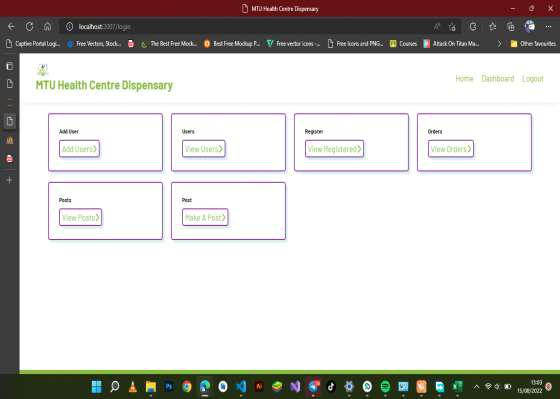 MTU Health Centre Dispensary
localhost:2007/login
Captive Portal Logi...
Free Vectors, Stock...
The Best Free Mock...
Best Free Mockup P...
Free vector icons -...
Free Icons and PNG...
Courses
Attack On Titan Ma...
Other favourites
MTU Health Centre Dispensary
Home Dashboard Logout
Add User
Add Users
Users
View Users
Register
View Registered
Orders
View Orders
Posts
View Posts
Post
Make A Post
13:03
15/08/2022